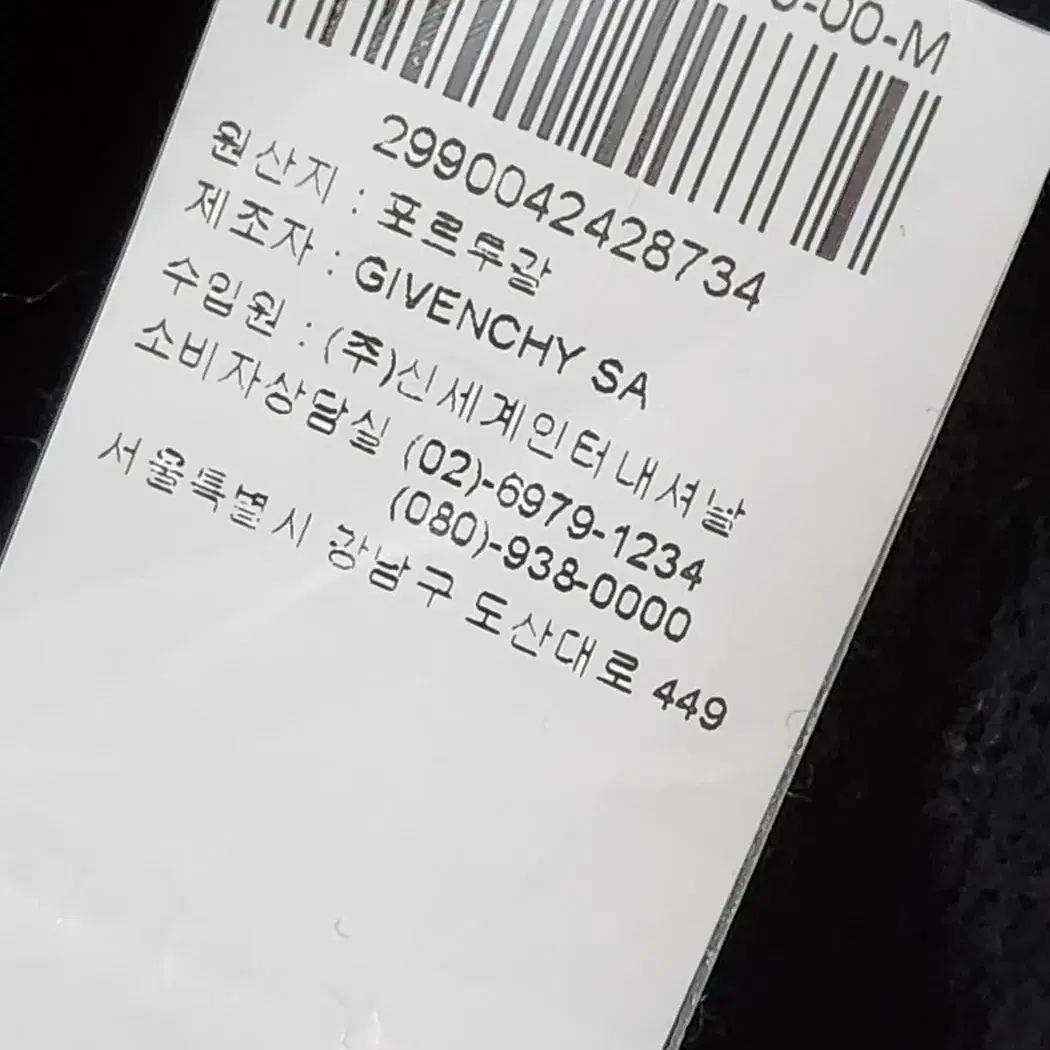 -00-M
2990042428734
원산지 : 포르투갈
제조자 : GIVENCHY SA
수입원 : (주)신세계인터내셔날
소비자상담실 (02)-6979-1234
(080)-938-0000
서울특별시 강남구 도산대로 449